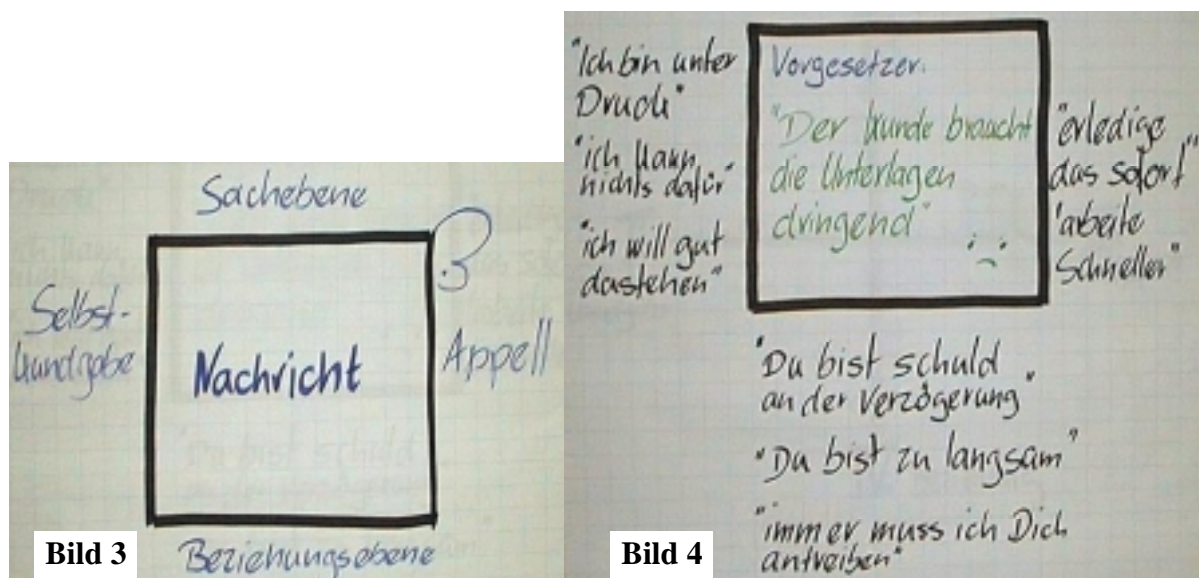 Sachebene
Selbst-
kundgabe
Nachricht
Appell
Beziehungsebene
Bild 3
"Ich bin unter
Druck"
"ich kann
nichts dafür"
"ich will gut
dastehen"
Vorgesetzer:
"Der Kunde braucht
die Unterlagen
dringend"
"erledige
das sofort"
"arbeite
Schneller"
"Du bist schuld
an der Verzögerung"
"Du bist zu langsam"
"immer muss ich Dich
antreiben"
Bild 4